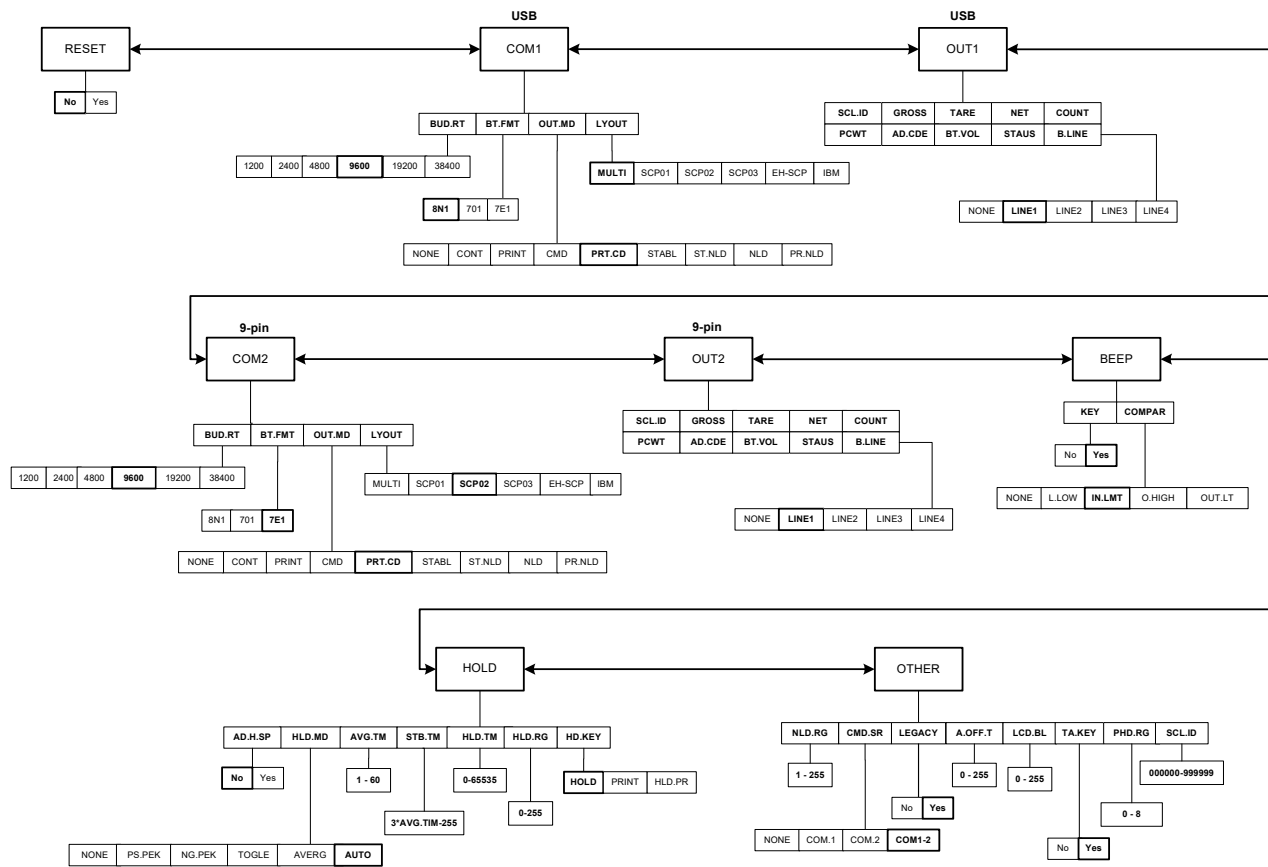 USB USB
RESET COM1 OUT1
No Yes
SCL.ID GROSS TARE NET COUNT
BUD.RT BT.FMT OUT.MD LYOUT
PCWT AD.CDE BT.VOL STAUS B.LINE
1200 2400 4800 9600 19200 38400
MULTI SCP01 SCP02 SCP03 EH-SCP IBM
8N1 701 7E1
NONE LINE1 LINE2 LINE3 LINE4
NONE CONT PRINT CMD PRT.CD STABL ST.NLD NLD PR.NLD
9-pin 9-pin
COM2 OUT2 BEEP
SCL.ID GROSS TARE NET COUNT
KEY COMPAR
BUD.RT BT.FMT OUT.MD LYOUT
PCWT AD.CDE BT.VOL STAUS B.LINE
No Yes
1200 2400 4800 9600 19200 38400
MULTI SCP01 SCP02 SCP03 EH-SCP IBM
NONE L.LOW IN.LMT O.HIGH OUT.LT
8N1 701 7E1
NONE LINE1 LINE2 LINE3 LINE4
NONE CONT PRINT CMD PRT.CD STABL ST.NLD NLD PR.NLD
HOLD OTHER
AD.H.SP HLD.MD AVG.TM STB.TM HLD.TM HLD.RG HD.KEY
NLD.RG CMD.SR LEGACY A.OFF.T LCD.BL TA.KEY PHD.RG SCL.ID
No Yes
1 - 60
0-65535
HOLD PRINT HLD.PR
1 - 255
0 - 255
0 - 255
000000-999999
3*AVG.TIM-255
0-255
No Yes
0 - 8
NONE PS.PEK NG.PEK TOGLE AVERG AUTO
NONE COM.1 COM.2 COM1-2
No Yes